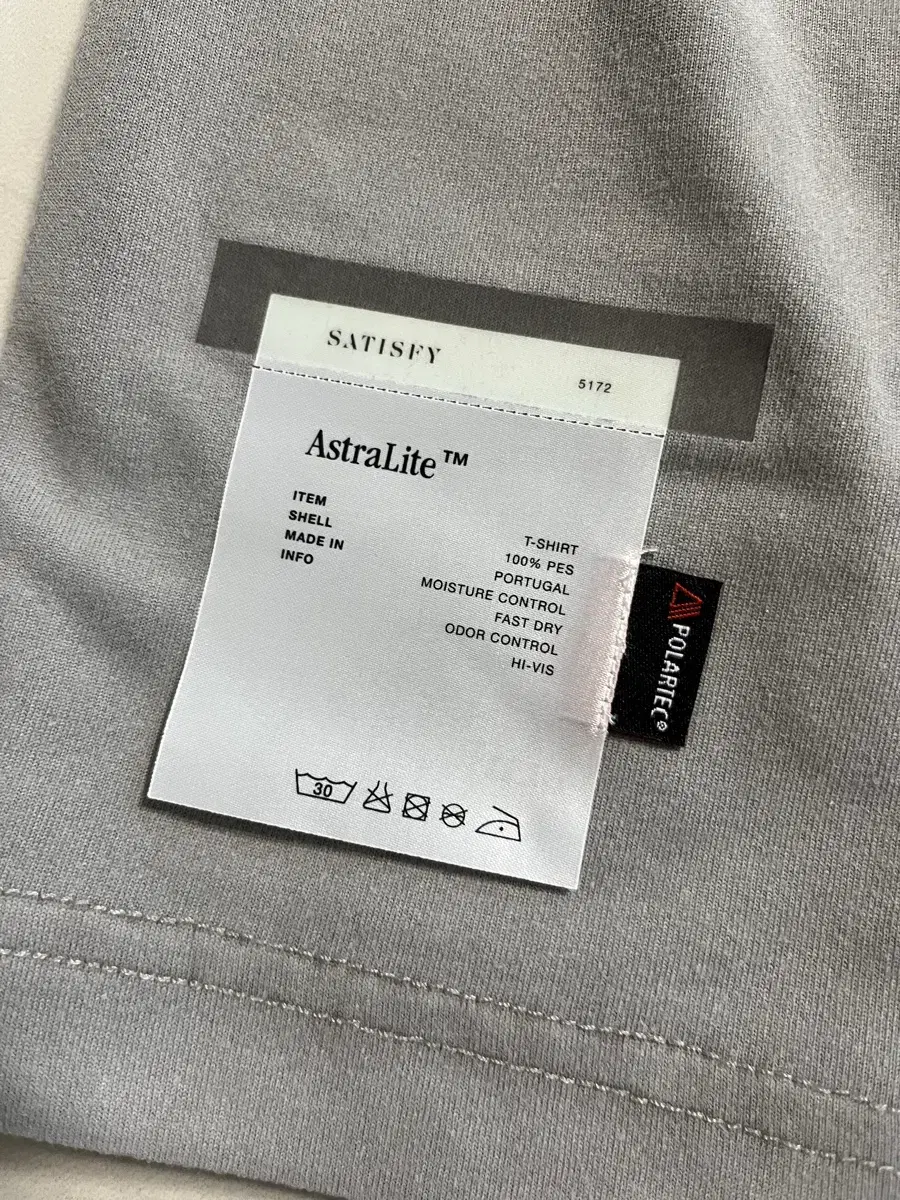 SATISFY
5172
AstraLite™
ITEM
SHELL
MADE IN
INFO
T-SHIRT
100% PES
PORTUGAL
MOISTURE CONTROL
FAST DRY
ODOR CONTROL
HI-VIS
POLARTEC®
30